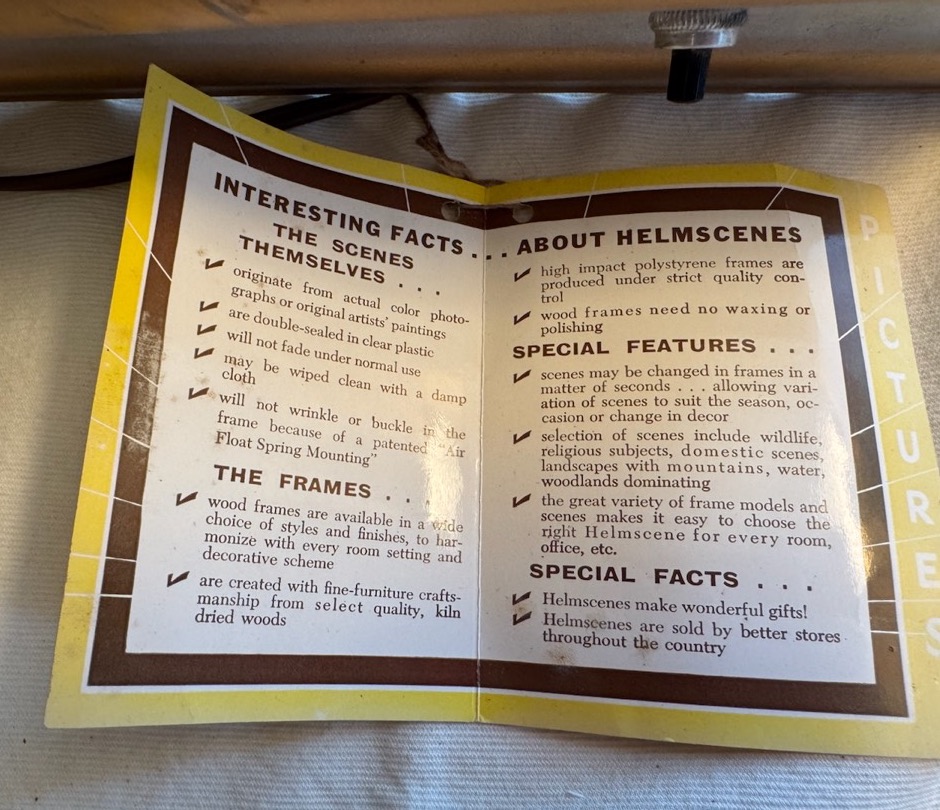 INTERESTING FACTS . . . ABOUT HELMSCENES
THE SCENES
THEMSELVES . . .
originate from actual color photo-
graphs or original artists' paintings
are double-sealed in clear plastic
will not fade under normal use
may be wiped clean with a damp
cloth
will not wrinkle or buckle in the
frame because of a patented "Air
Float Spring Mounting"
THE FRAMES . . .
wood frames are available in a wide
choice of styles and finishes, to har-
monize with every room setting and
decorative scheme
are created with fine-furniture crafts-
manship from select quality, kiln
dried woods
high impact polystyrene frames are
produced under strict quality con-
trol
wood frames need no waxing or
polishing
SPECIAL FEATURES . . .
scenes may be changed in frames in a
matter of seconds . . . allowing vari-
ation of scenes to suit the season, oc-
casion or change in decor
selection of scenes include wildlife,
religious subjects, domestic scenes,
landscapes with mountains, water,
woodlands dominating
the great variety of frame models and
scenes makes it easy to choose the
right Helmscene for every room,
office, etc.
SPECIAL FACTS . . .
Helmscenes make wonderful gifts!
Helmscenes are sold by better stores
throughout the country
PICTURES